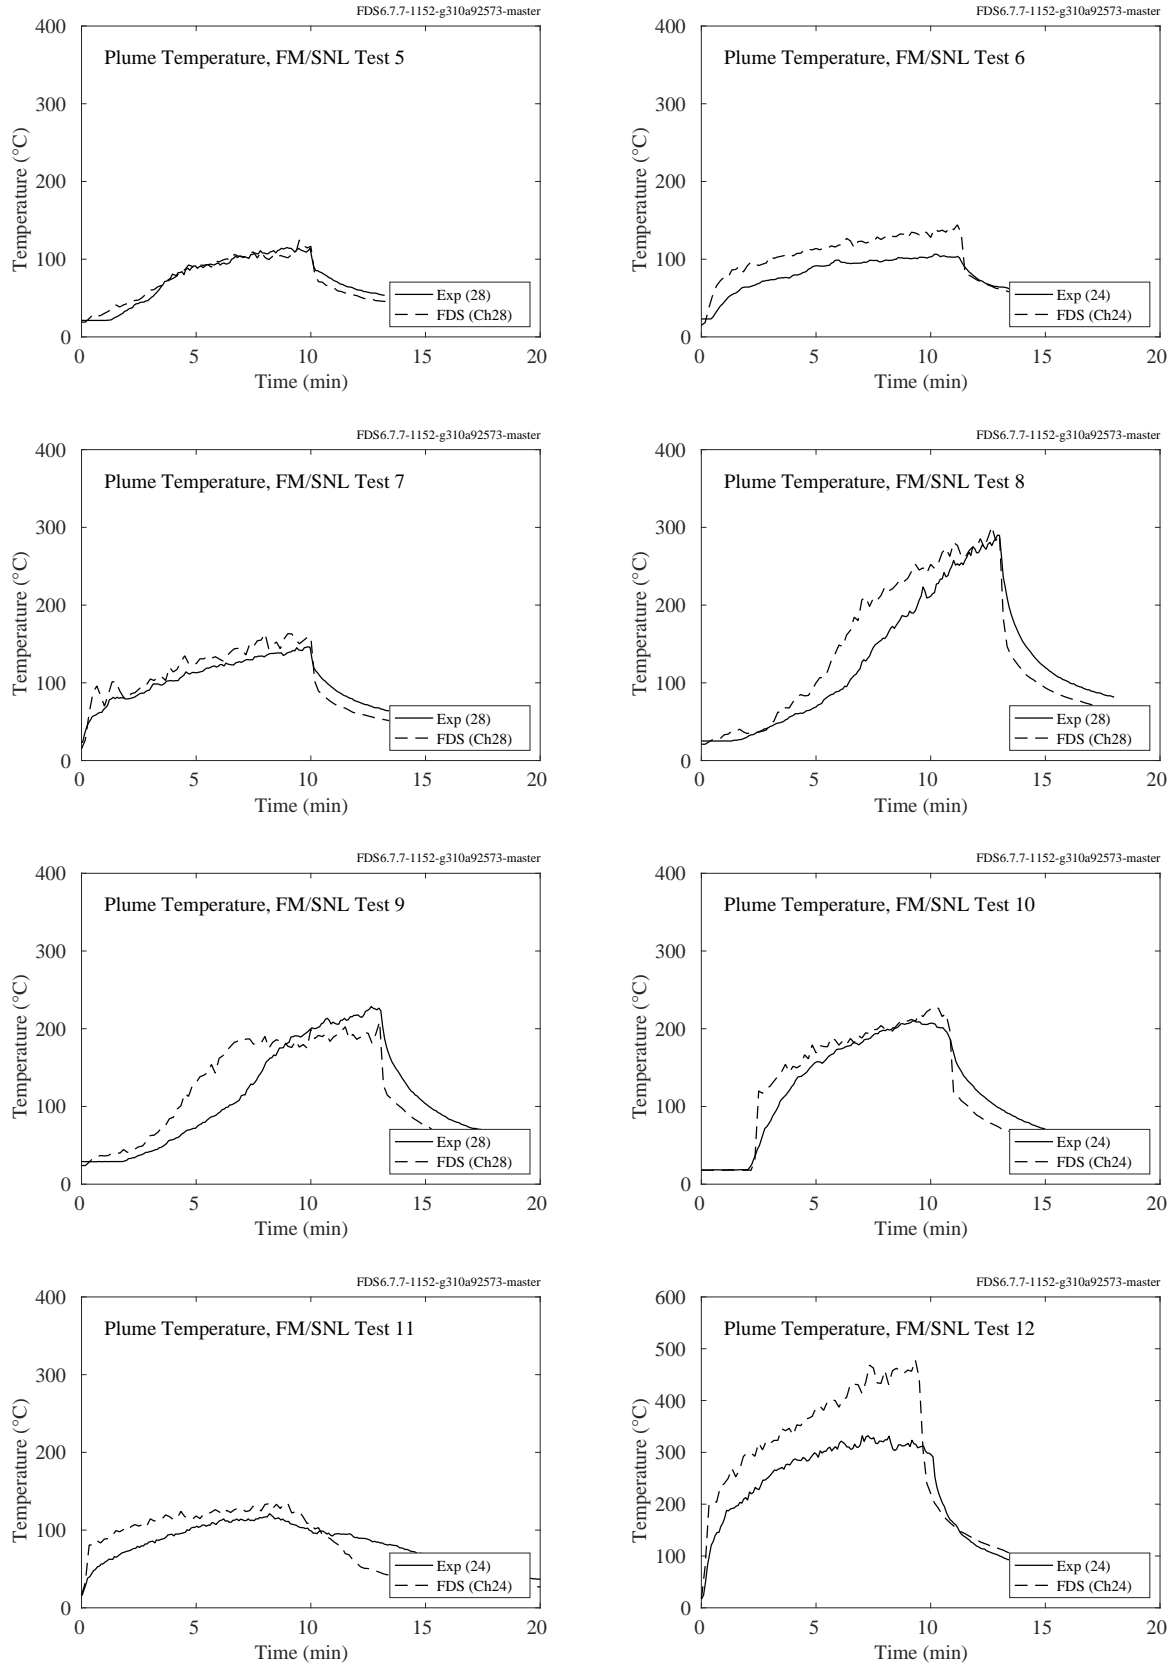 FDS6.7.7-1152-g310a92573-master
Plume Temperature, FM/SNL Test 5
Temperature (°C)
400
300
200
100
0
Exp (28)
FDS (Ch28)
0 5 10 15 20
Time (min)
FDS6.7.7-1152-g310a92573-master
Plume Temperature, FM/SNL Test 6
Temperature (°C)
400
300
200
100
0
Exp (24)
FDS (Ch24)
0 5 10 15 20
Time (min)
FDS6.7.7-1152-g310a92573-master
Plume Temperature, FM/SNL Test 7
Temperature (°C)
400
300
200
100
0
Exp (28)
FDS (Ch28)
0 5 10 15 20
Time (min)
FDS6.7.7-1152-g310a92573-master
Plume Temperature, FM/SNL Test 8
Temperature (°C)
400
300
200
100
0
Exp (28)
FDS (Ch28)
0 5 10 15 20
Time (min)
FDS6.7.7-1152-g310a92573-master
Plume Temperature, FM/SNL Test 9
Temperature (°C)
400
300
200
100
0
Exp (28)
FDS (Ch28)
0 5 10 15 20
Time (min)
FDS6.7.7-1152-g310a92573-master
Plume Temperature, FM/SNL Test 10
Temperature (°C)
400
300
200
100
0
Exp (24)
FDS (Ch24)
0 5 10 15 20
Time (min)
FDS6.7.7-1152-g310a92573-master
Plume Temperature, FM/SNL Test 11
Temperature (°C)
400
300
200
100
0
Exp (24)
FDS (Ch24)
0 5 10 15 20
Time (min)
FDS6.7.7-1152-g310a92573-master
Plume Temperature, FM/SNL Test 12
Temperature (°C)
600
500
400
300
200
100
0
Exp (24)
FDS (Ch24)
0 5 10 15 20
Time (min)